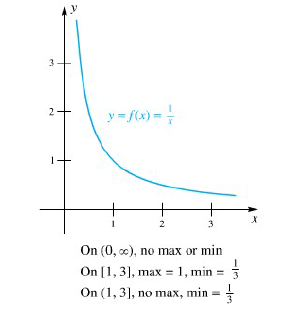 y
3
2
y = f(x) = 1/x
1
1 2 3
x
On (0, ∞), no max or min
On [1, 3], max = 1, min = 1/3
On (1, 3], no max, min = 1/3